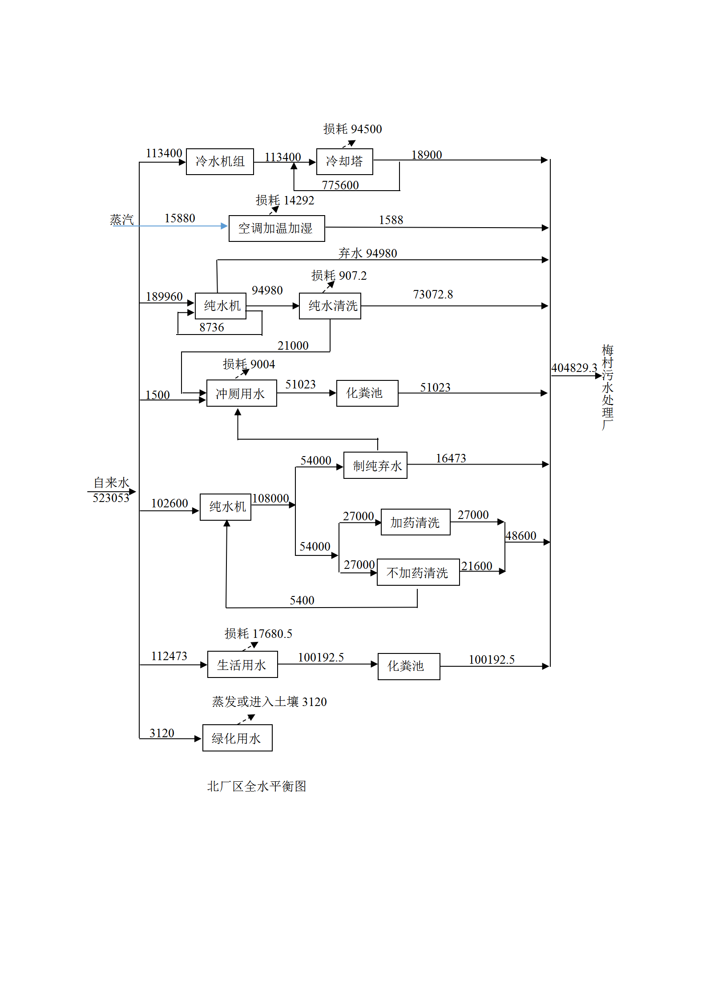 损耗 94500
113400
冷水机组
113400
冷却塔
18900
775600
损耗 14292
蒸汽
15880
空调加温加湿
1588
弃水 94980
损耗 907.2
189960
纯水机
94980
纯水清洗
73072.8
8736
21000
损耗 9004
1500
冲厕用水
51023
化粪池
51023
404829.3
梅村污水处理厂
54000
制纯弃水
16473
自来水
523053
102600
纯水机
108000
27000
加药清洗
27000
48600
54000
27000
不加药清洗
21600
5400
损耗 17680.5
112473
生活用水
100192.5
化粪池
100192.5
蒸发或进入土壤 3120
3120
绿化用水
北厂区全水平衡图